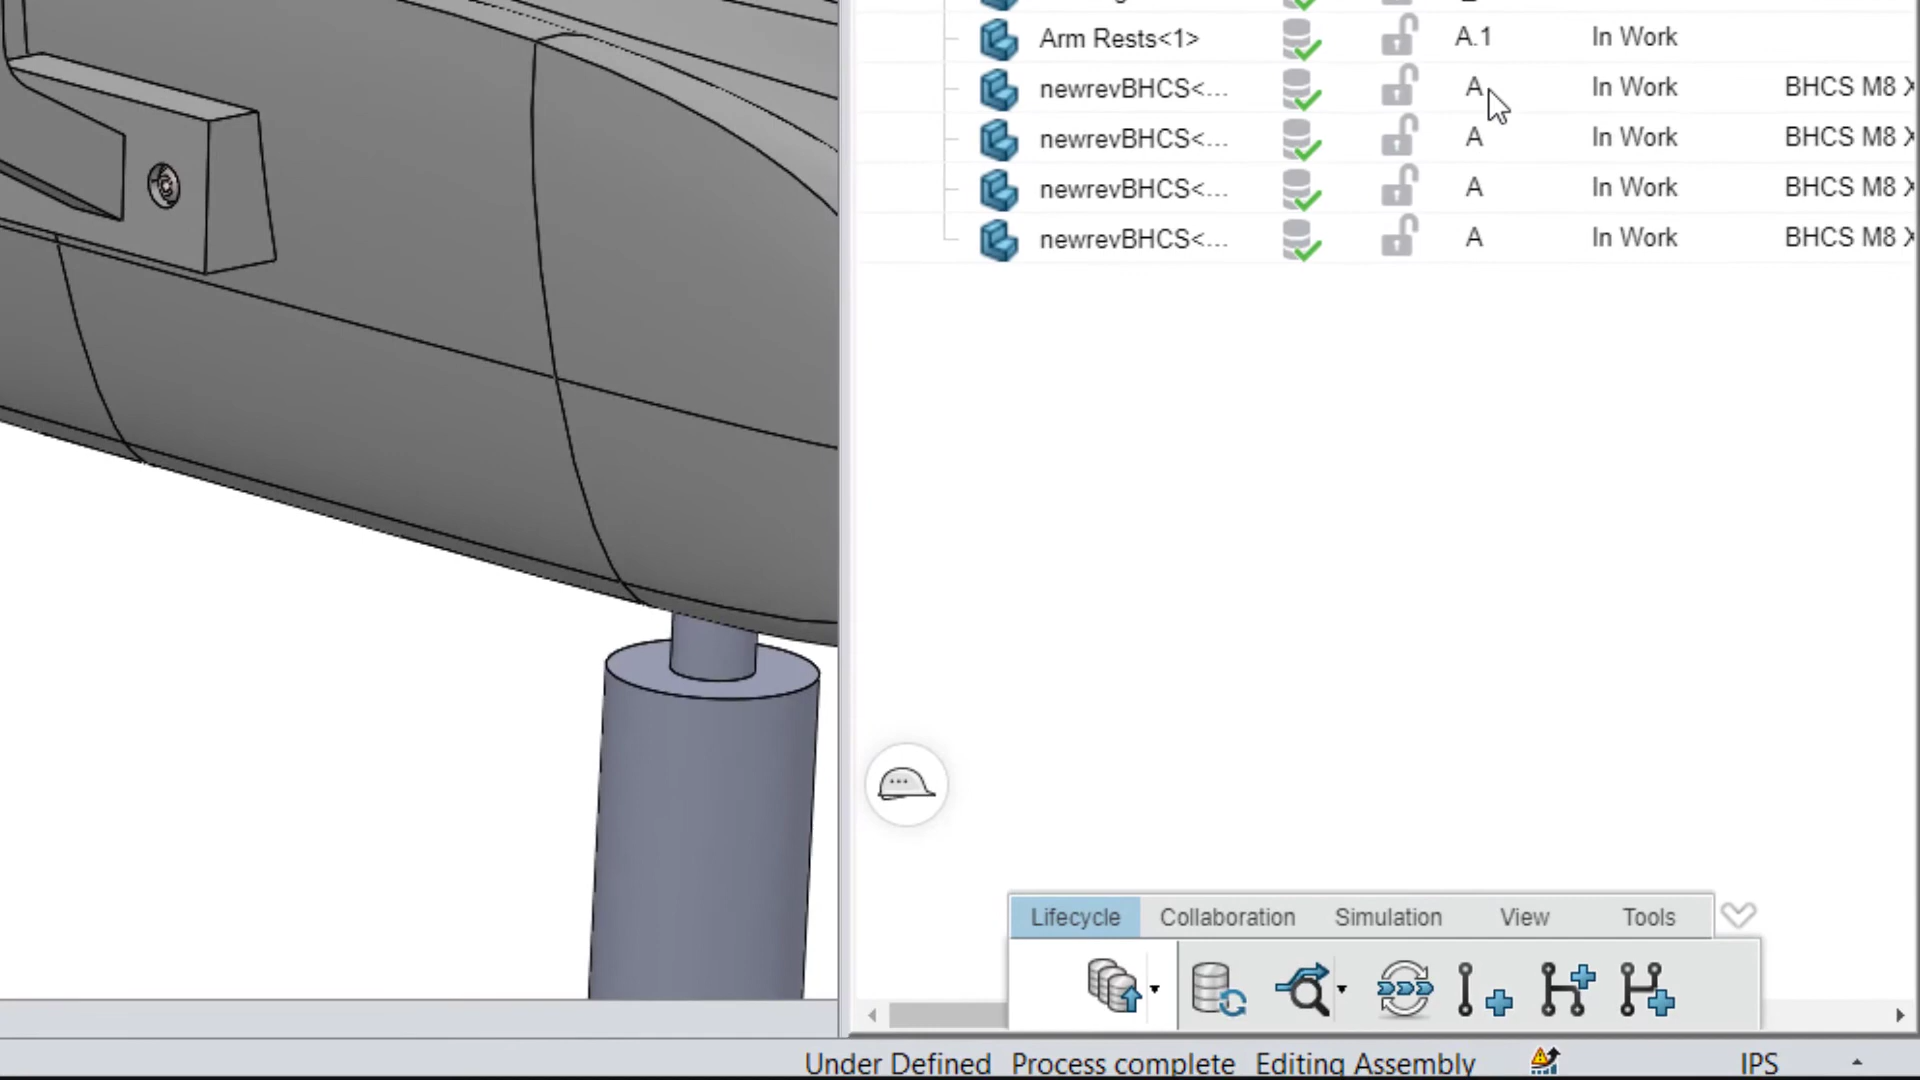 Arm Rests<1> A.1 In Work
newrevBHCS<... A In Work BHCS M8 X
newrevBHCS<... A In Work BHCS M8 X
newrevBHCS<... A In Work BHCS M8 X
newrevBHCS<... A In Work BHCS M8 X
Lifecycle Collaboration Simulation View Tools
Under Defined Process complete Editing Assembly IPS